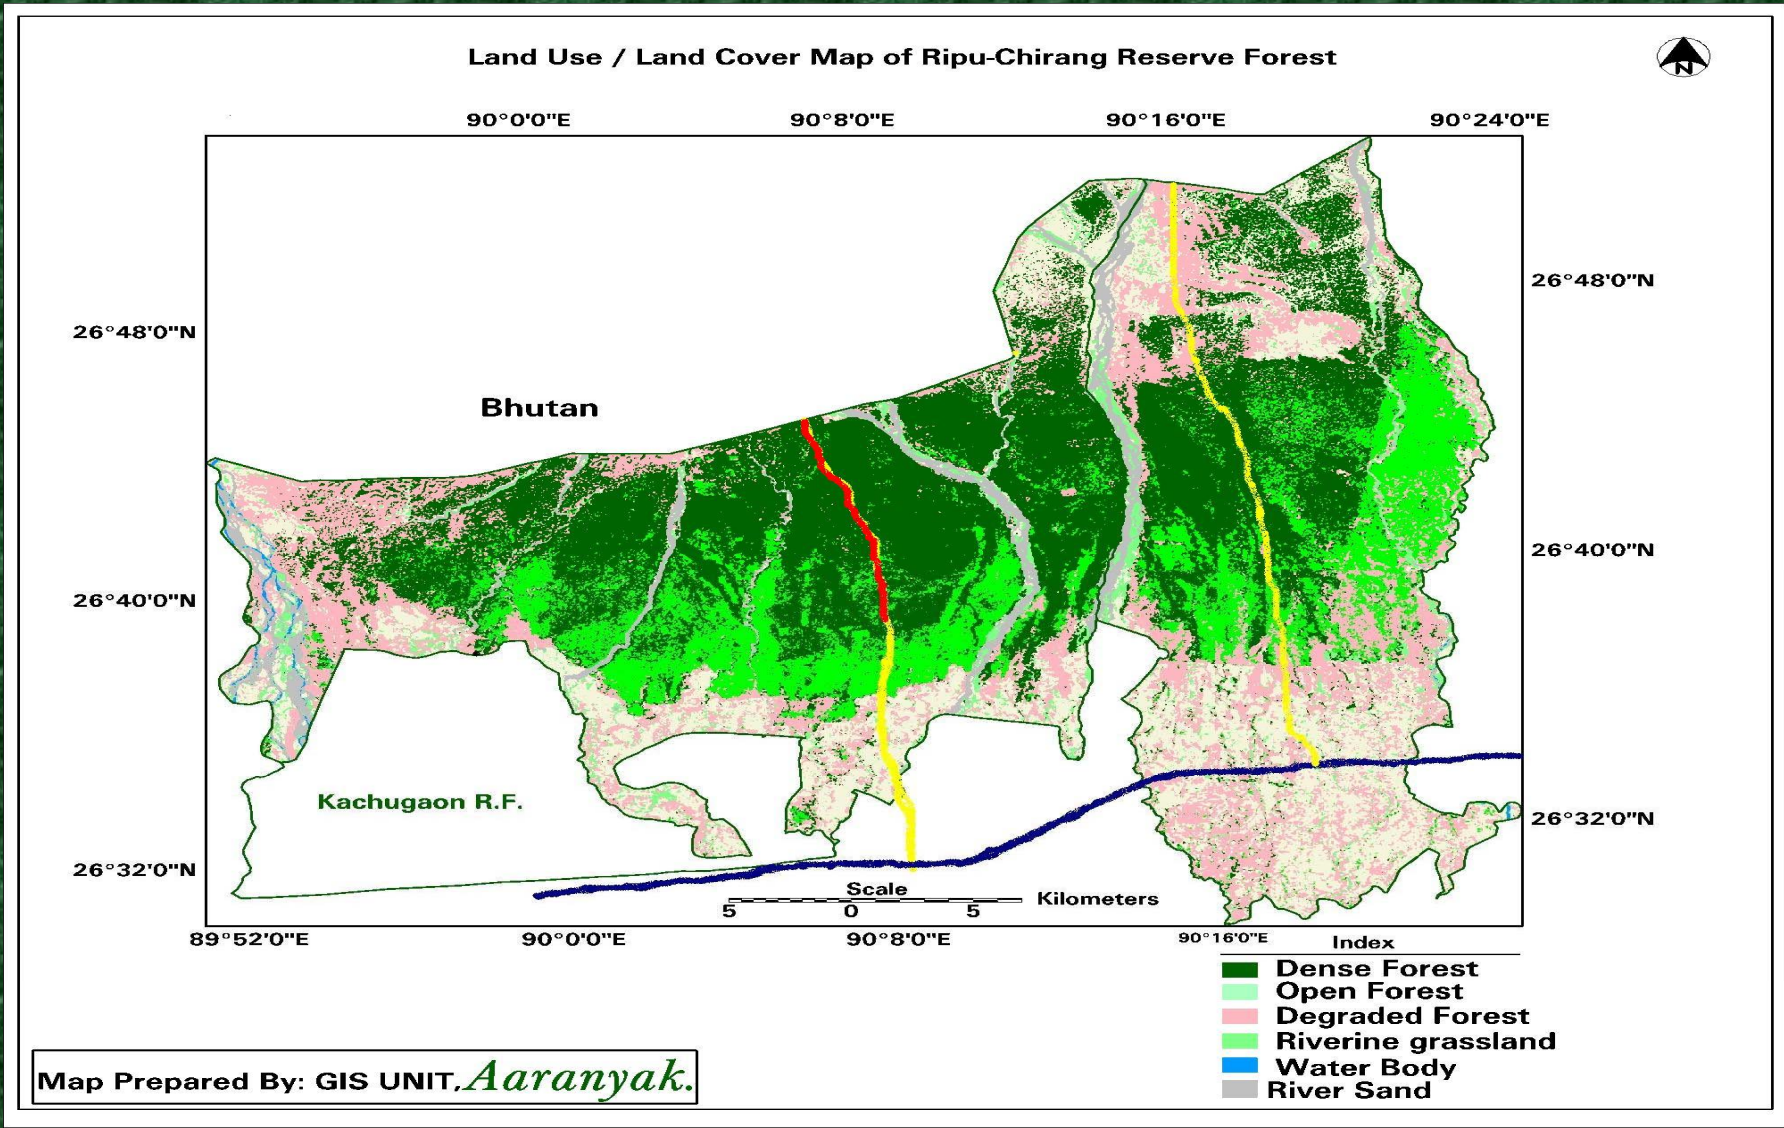 Land Use / Land Cover Map of Ripu-Chirang Reserve Forest
N
90°0'0"E 90°8'0"E 90°16'0"E 90°24'0"E
26°48'0"N
26°48'0"N
Bhutan
26°40'0"N
26°40'0"N
Kachugaon R.F.
26°32'0"N
26°32'0"N
Scale
Kilometers
5 0 5
89°52'0"E 90°0'0"E 90°8'0"E 90°16'0"E
Index
Dense Forest
Open Forest
Degraded Forest
Riverine grassland
Water Body
River Sand
Map Prepared By: GIS UNIT, Aaranyak.